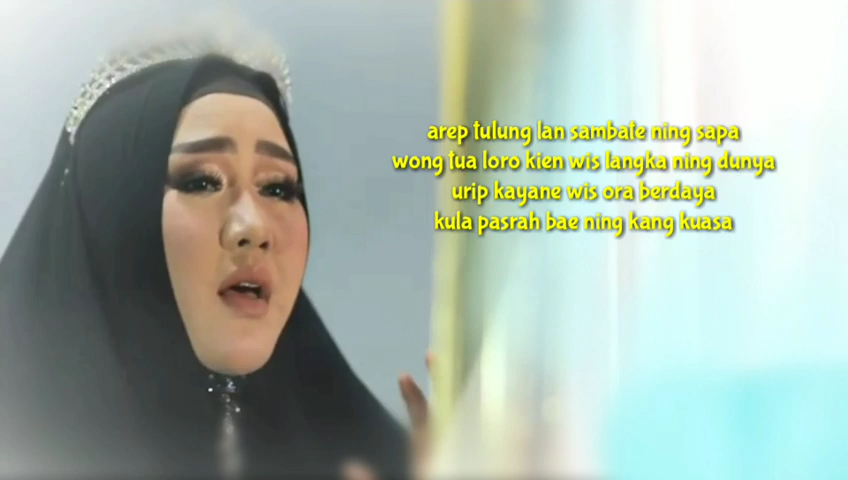 arep tulung lan sambate ning sapa
wong tua loro kien wis langka ning dunya
urip kayane wis ora berdaya
kula pasrah bae ning kang kuasa